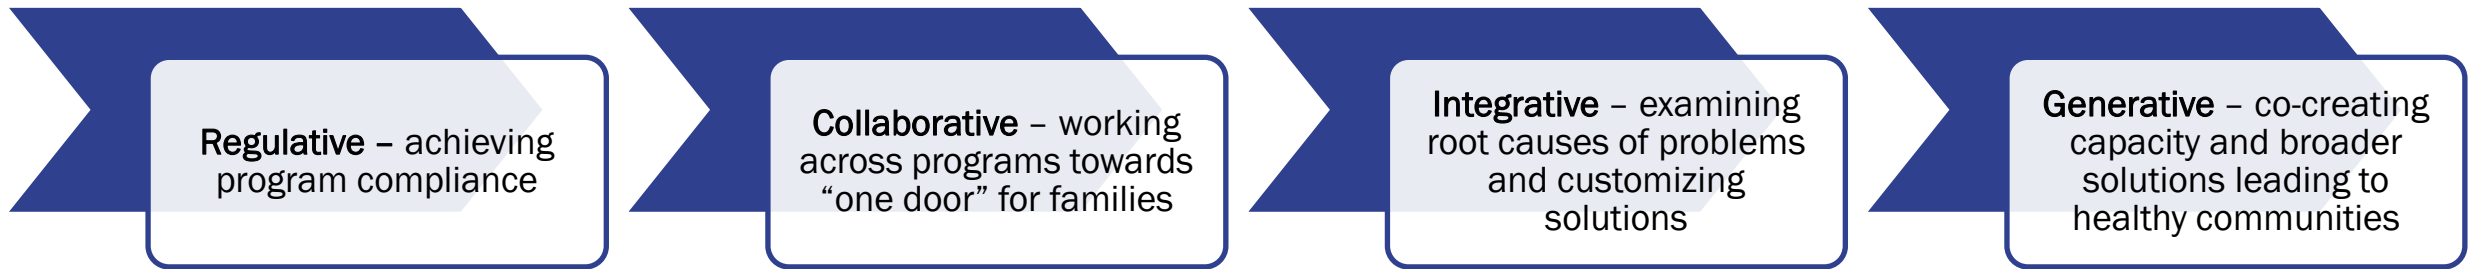 Regulative – achieving
program compliance
Collaborative – working
across programs towards
“one door” for families
Integrative – examining
root causes of problems
and customizing
solutions
Generative – co-creating
capacity and broader
solutions leading to
healthy communities